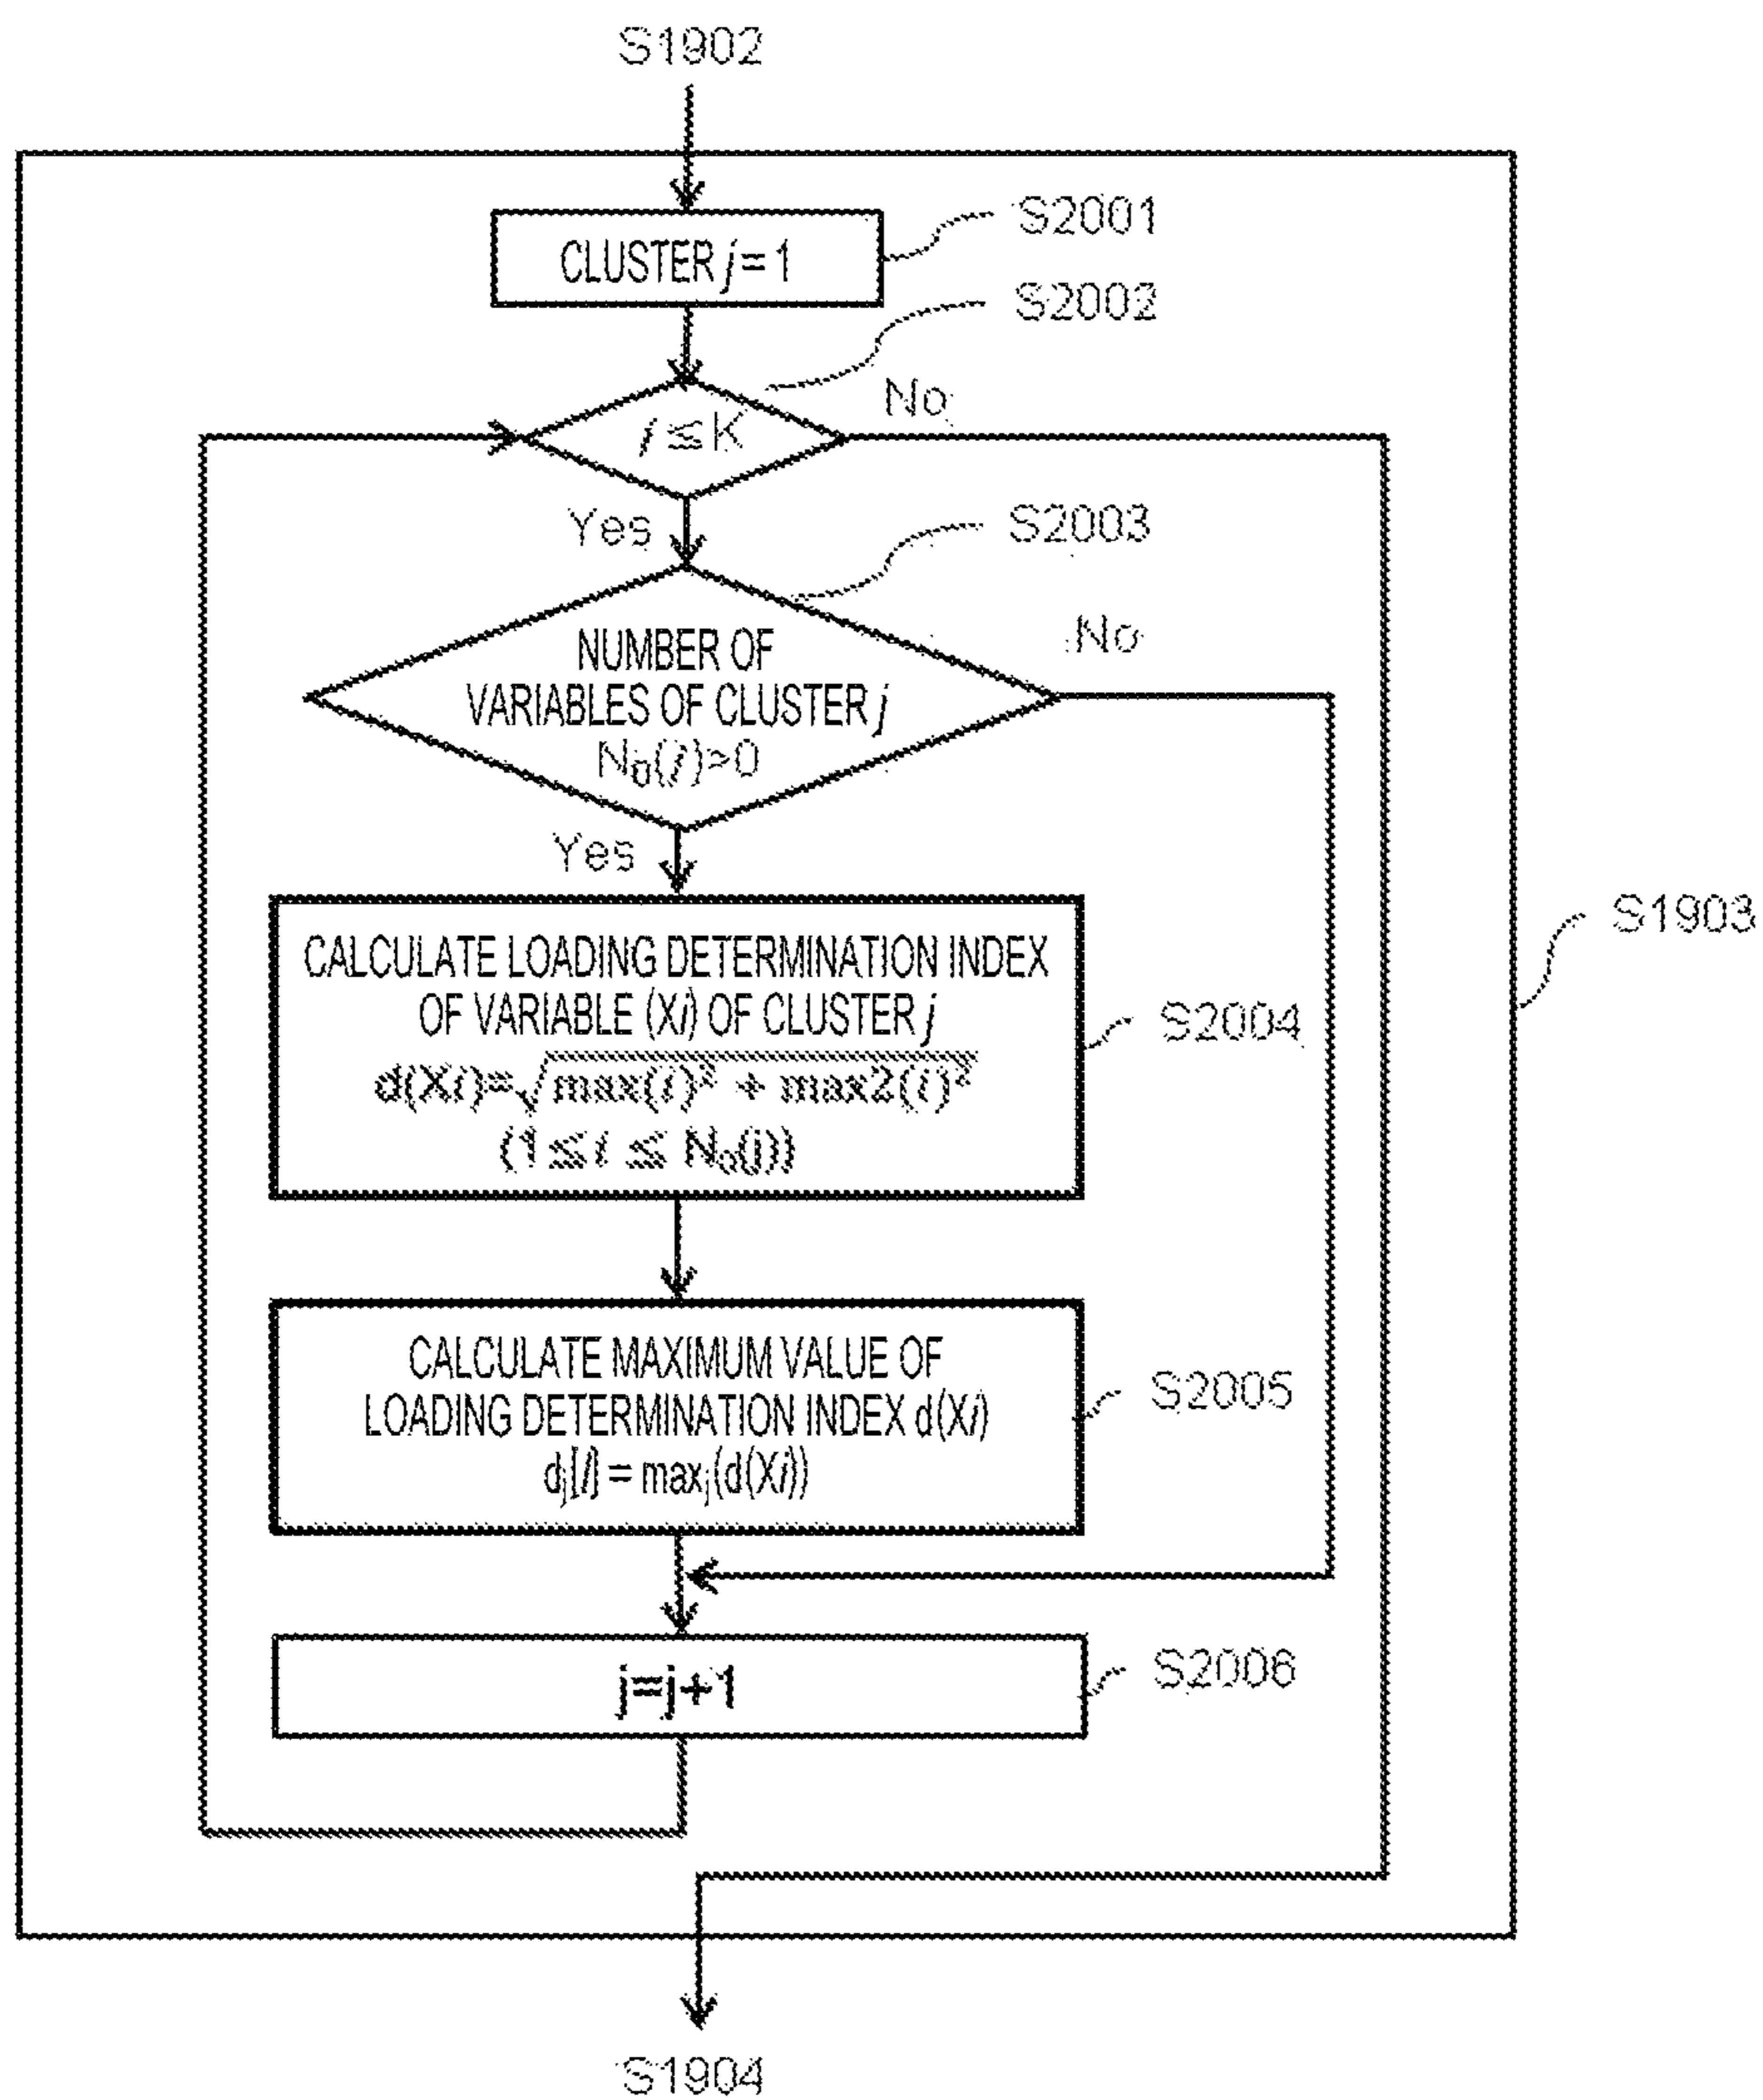 S1902
CLUSTER j=1
S2001
S2002
j ≦ K
No
Yes
S2003
NUMBER OF
VARIABLES OF CLUSTER j
N₀(j)>0
No
Yes
CALCULATE LOADING DETERMINATION INDEX
OF VARIABLE (Xi) OF CLUSTER j
d(Xi)=√max(i)² + max2(i)²
(1≦i ≦ N₀(j))
S2004
S1903
CALCULATE MAXIMUM VALUE OF
LOADING DETERMINATION INDEX d(Xi)
dⱼ[i] = maxⱼ(d(Xi))
S2005
j=j+1
S2006
S1904